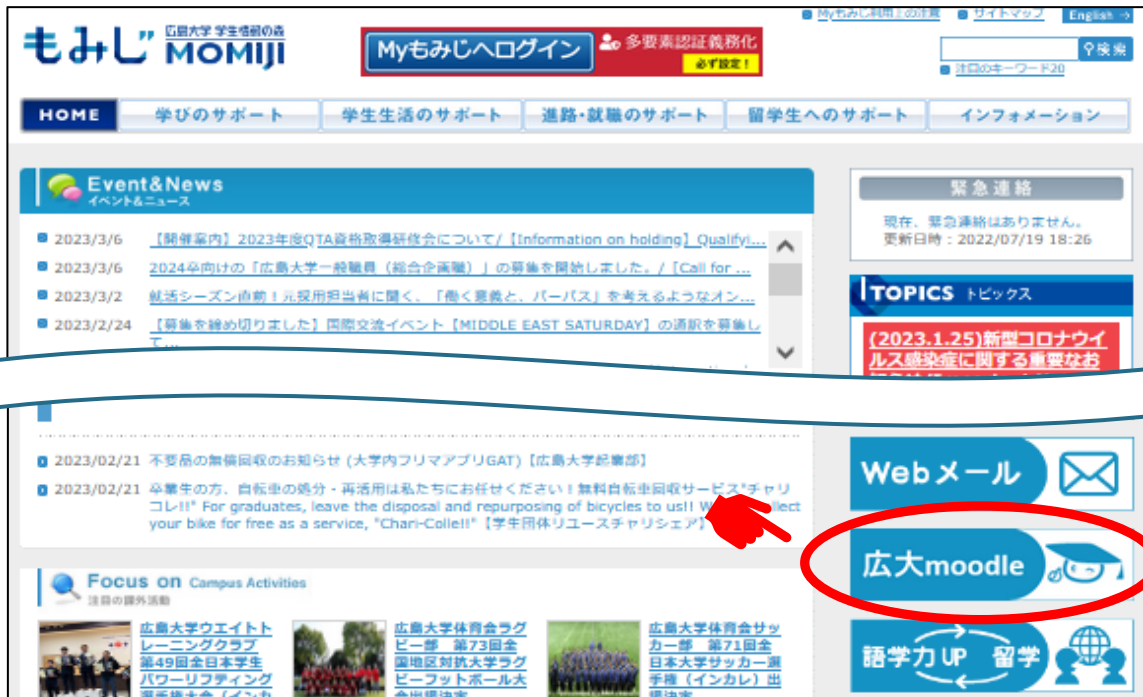 Myもみじ利用上の注意
サイトマップ
English
もみじ
広島大学 学生情報の森
MOMIJI
Myもみじへログイン
多要素認証義務化
必ず設定!
検索
注目のキーワード20
HOME
学びのサポート
学生生活のサポート
進路・就職のサポート
留学生へのサポート
インフォメーション
Event&News
イベント&ニュース
2023/3/6 【開催案内】2023年度QTA資格取得研修会について/【Information on holding】Qualifyi...
2023/3/6 2024卒向けの「広島大学一般職員(総合企画職)」の募集を開始しました。/ [Call for ...
2023/3/2 就活シーズン直前!元採用担当者に聞く、「働く意義と、パーパス」を考えるようなオン...
2023/2/24 【募集を締め切りました】国際交流イベント【MIDDLE EAST SATURDAY】の通訳を募集し
て...
緊急連絡
現在、緊急連絡はありません。
更新日時:2022/07/19 18:26
TOPICS トピックス
(2023.1.25)新型コロナウイ
ルス感染症に関する重要なお
2023/02/21 不要品の無償回収のお知らせ (大学内フリマアプリGAT)【広島大学起業部】
2023/02/21 卒業生の方、自転車の処分・再活用は私たちにお任せください!無料自転車回収サービス"チャリ
コレ!!" For graduates, leave the disposal and repurposing of bicycles to us!! W
llect
your bike for free as a service, "Chari-Colle!!"【学生団体リユースチャリシェア】
Webメール
広大moodle
語学力UP 留学
Focus on Campus Activities
注目の課外活動
広島大学ウエイトト
レーニングクラブ
第49回全日本学生
パワーリフティング
選手権大会(インカ
広島大学体育会ラグ
ビー部 第73回全
国地区対抗大学ラグ
ビーフットボール大
会出場決定
広島大学体育会サッ
カー部 第71回全
日本大学サッカー選
手権(インカレ)出
場決定